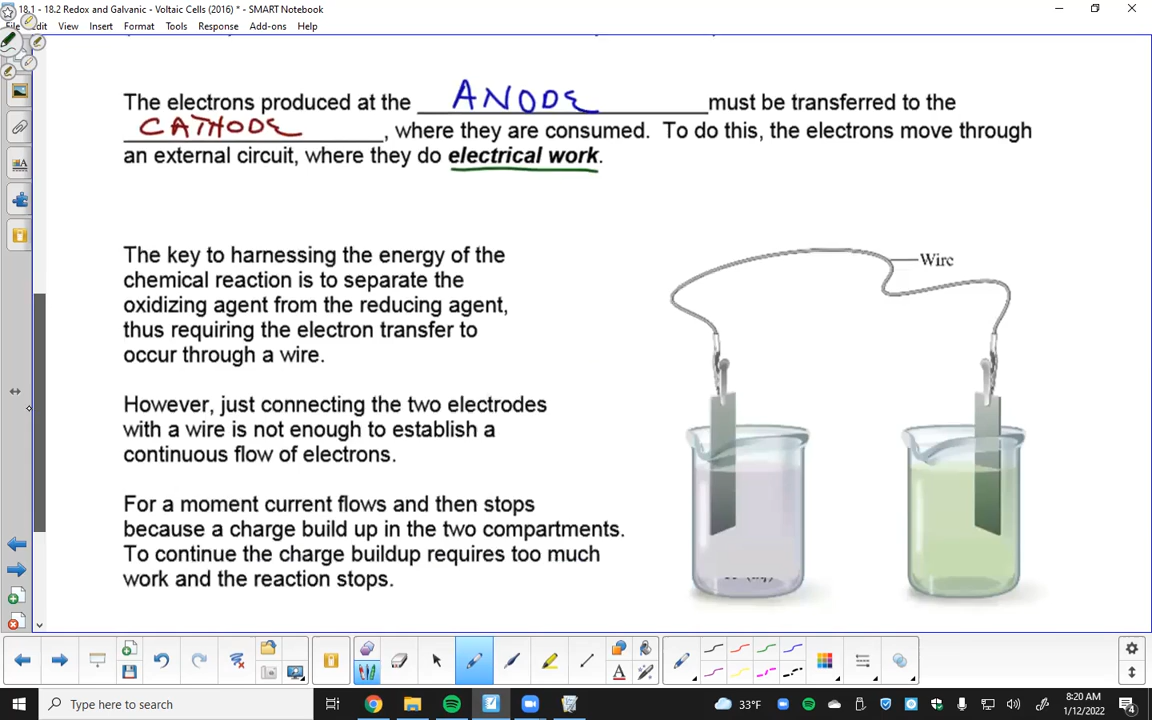 18.1 - 18.2 Redox and Galvanic - Voltaic Cells (2016) * - SMART Notebook
File Edit View Insert Format Tools Response Add-ons Help
The electrons produced at the ANODE must be transferred to the
CATHODE, where they are consumed. To do this, the electrons move through
an external circuit, where they do electrical work.
The key to harnessing the energy of the
chemical reaction is to separate the
oxidizing agent from the reducing agent,
thus requiring the electron transfer to
occur through a wire.
However, just connecting the two electrodes
with a wire is not enough to establish a
continuous flow of electrons.
For a moment current flows and then stops
because a charge build up in the two compartments.
To continue the charge buildup requires too much
work and the reaction stops.
Wire
Type here to search
33°F
8:20 AM
1/12/2022
4